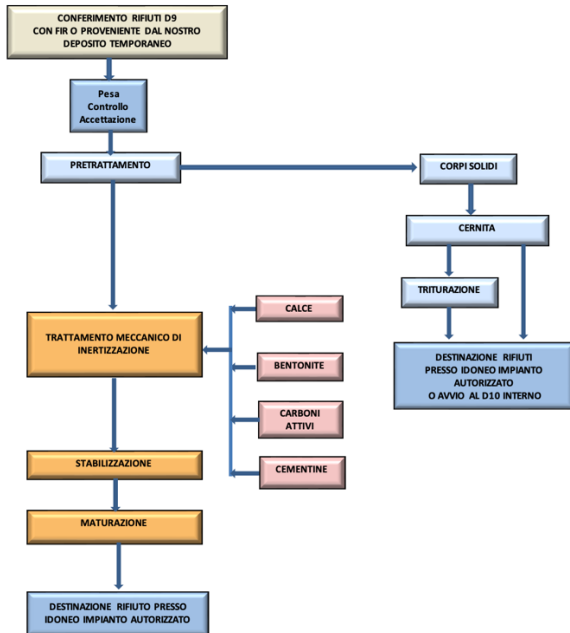 CONFERIMENTO RIFIUTI D9
CON FIR O PROVENIENTE DAL NOSTRO
DEPOSITO TEMPORANEO
Pesa
Controllo
Accettazione
PRETRATTAMENTO
CORPI SOLIDI
CERNITA
TRITURAZIONE
DESTINAZIONE RIFIUTI
PRESSO IDONEO IMPIANTO
AUTORIZZATO
O AVVIO AL D10 INTERNO
TRATTAMENTO MECCANICO DI
INERTIZZAZIONE
CALCE
BENTONITE
CARBONI
ATTIVI
CEMENTINE
STABILIZZAZIONE
MATURAZIONE
DESTINAZIONE RIFIUTO PRESSO
IDONEO IMPIANTO AUTORIZZATO